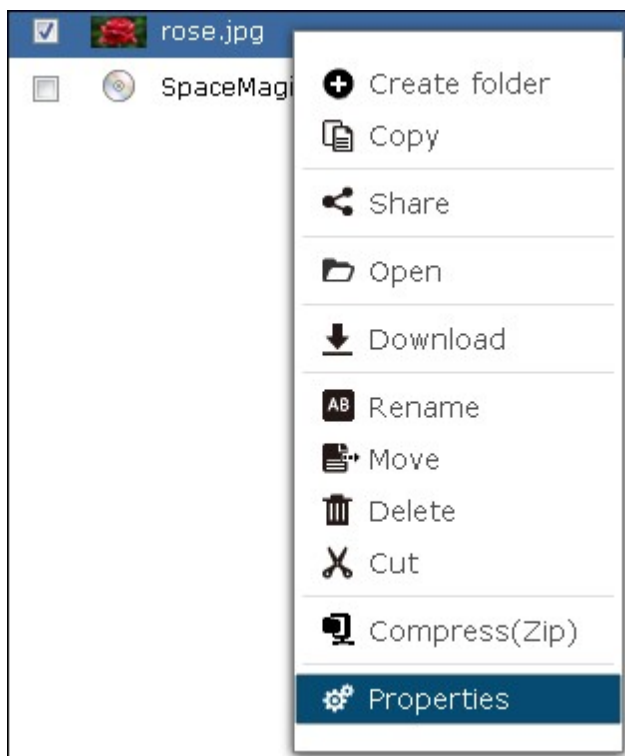 rose.jpg
SpaceMagi
Create folder
Copy
Share
Open
Download
AB Rename
Move
Delete
Cut
Compress(Zip)
Properties